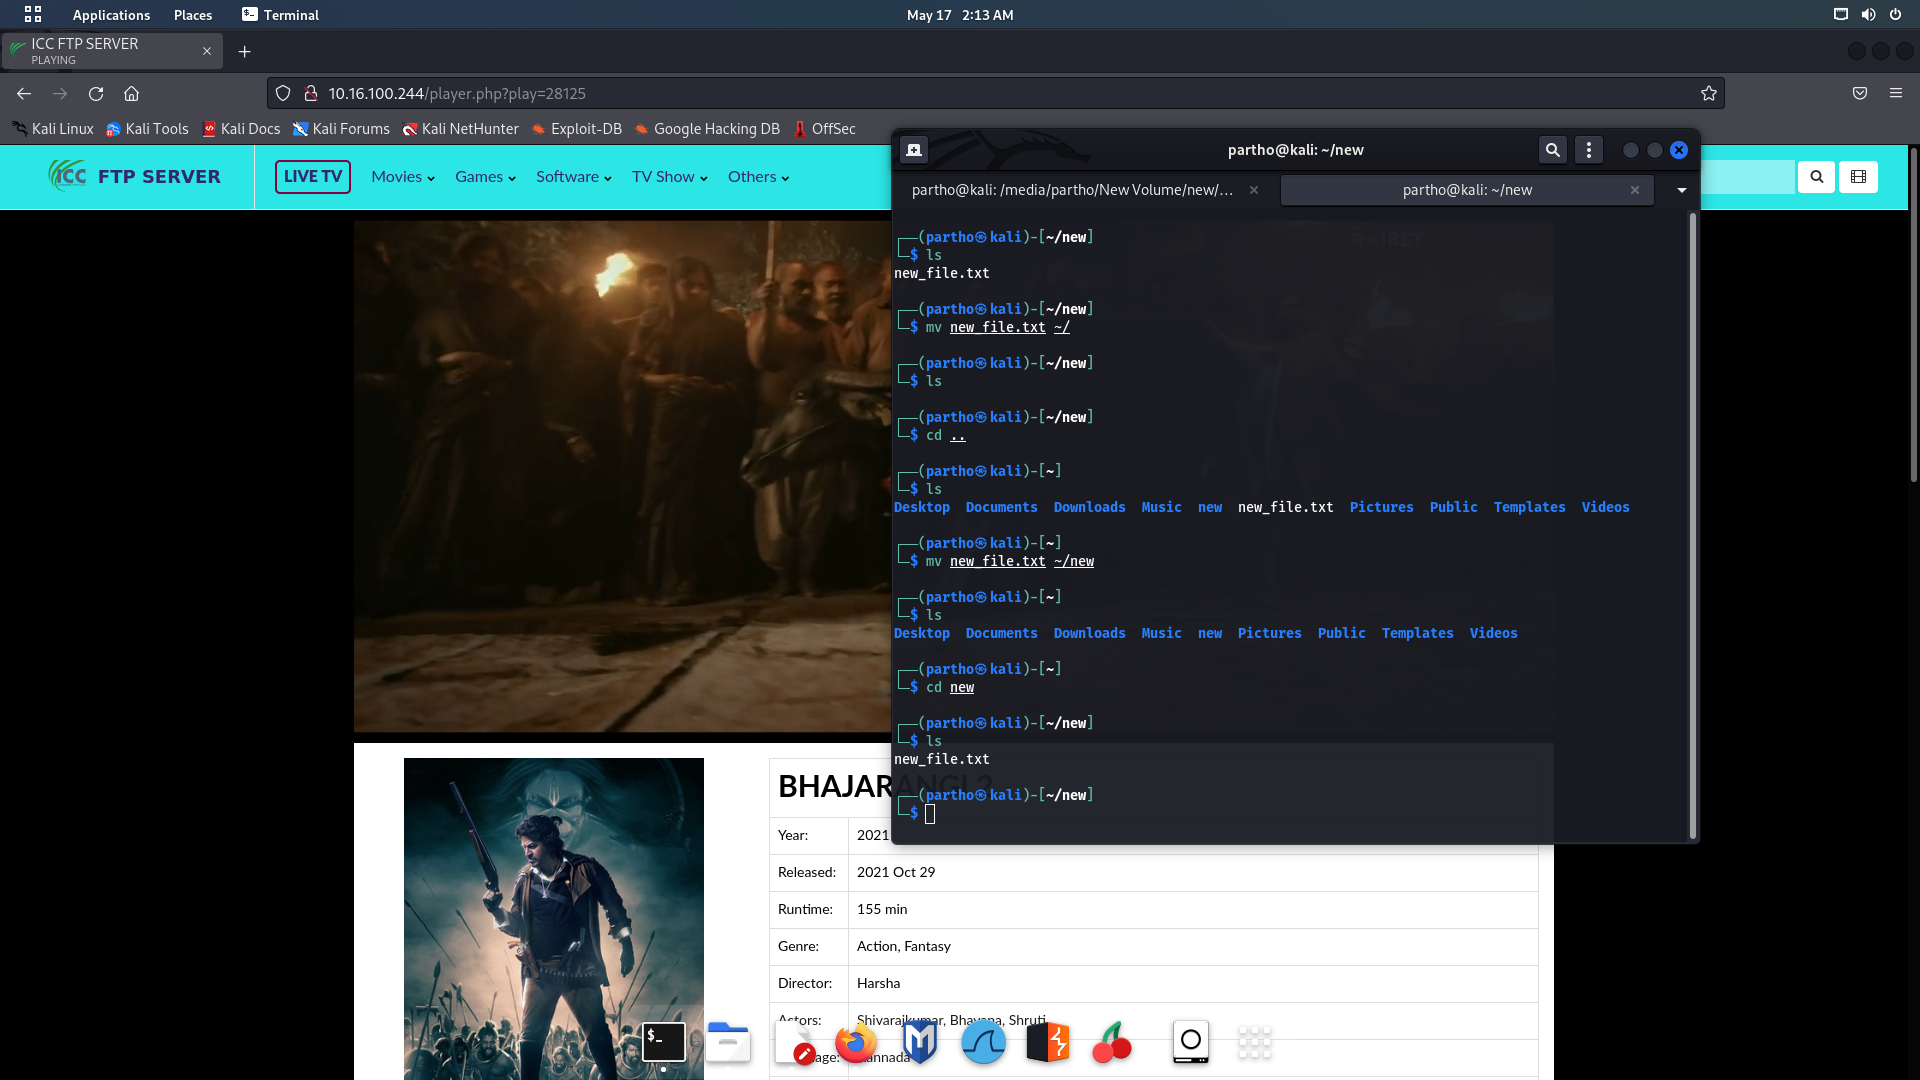 Applications Places Terminal May 17 2:13 AM
ICC FTP SERVER
PLAYING
10.16.100.244/player.php?play=28125
Kali Linux Kali Tools Kali Docs Kali Forums Kali NetHunter Exploit-DB Google Hacking DB OffSec
ICC FTP SERVER LIVE TV Movies Games Software TV Show Others
partho@kali: ~/new
partho@kali: /media/partho/New Volume/new/... partho@kali: ~/new
(partho㉿kali)-[~/new]
$ ls
new_file.txt
(partho㉿kali)-[~/new]
$ mv new_file.txt ~/
(partho㉿kali)-[~/new]
$ ls
(partho㉿kali)-[~/new]
$ cd ..
(partho㉿kali)-[~]
$ ls
Desktop Documents Downloads Music new new_file.txt Pictures Public Templates Videos
(partho㉿kali)-[~]
$ mv new_file.txt ~/new
(partho㉿kali)-[~]
$ ls
Desktop Documents Downloads Music new Pictures Public Templates Videos
(partho㉿kali)-[~]
$ cd new
(partho㉿kali)-[~/new]
$ ls
new_file.txt
(partho㉿kali)-[~/new]
$
BHAJARANGI 2
Year: 2021
Released: 2021 Oct 29
Runtime: 155 min
Genre: Action, Fantasy
Director: Harsha
Actors: Shivarajkumar, Bhavana, Shruti
Kannada
$_